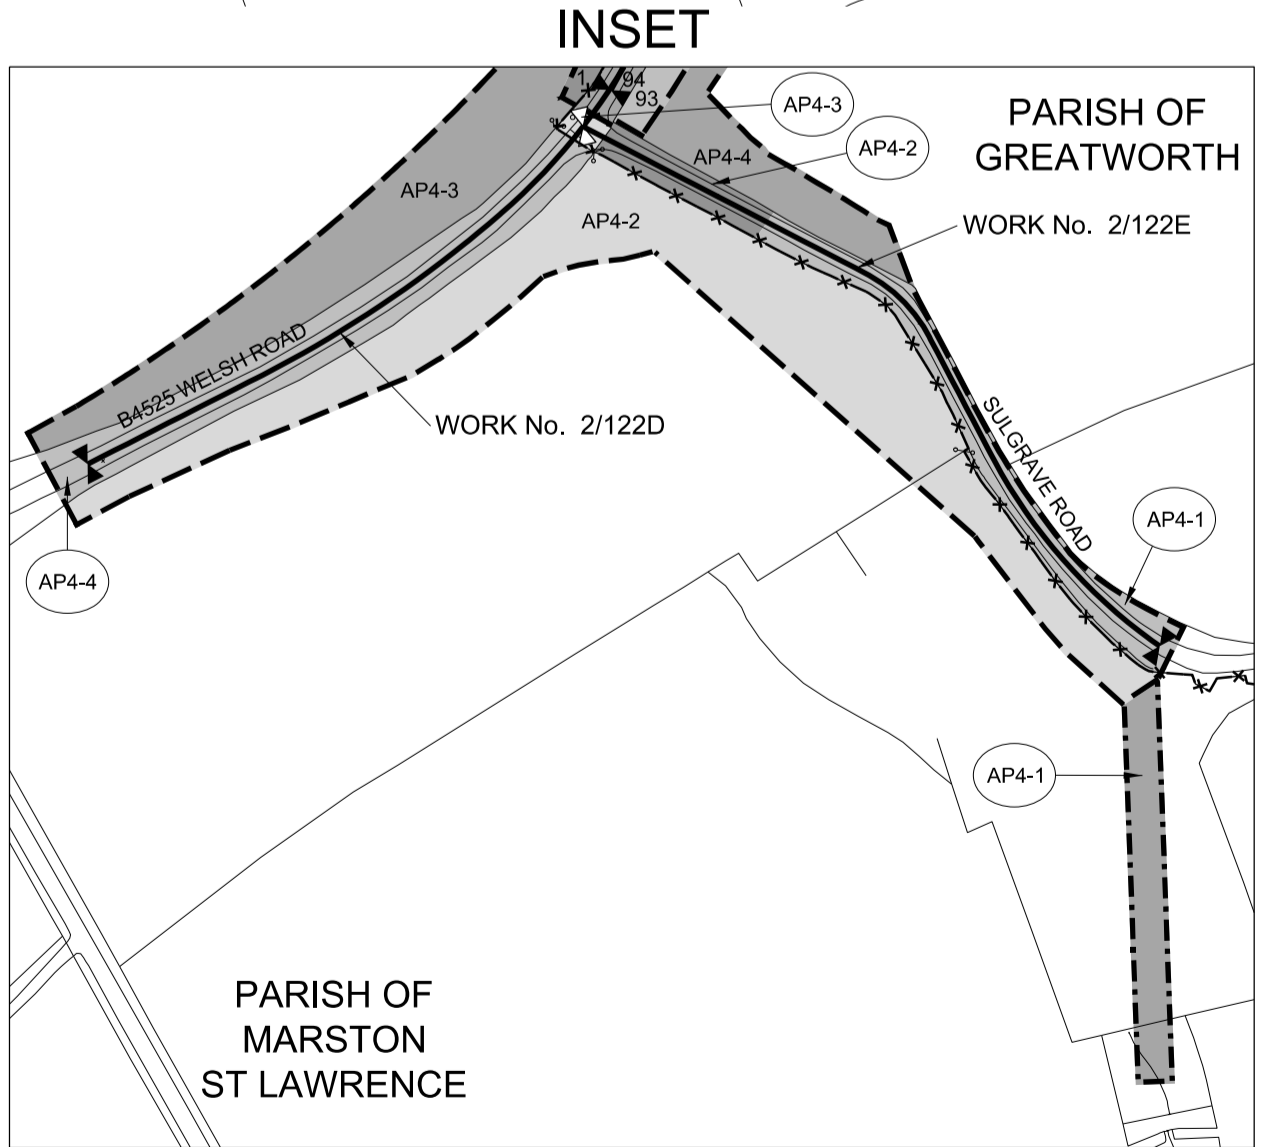 INSET
1
94
93
AP4-3
PARISH OF
GREATWORTH
AP4-4
AP4-2
AP4-3
AP4-2
WORK No. 2/122E
B4525 WELSH ROAD
WORK No. 2/122D
SULGRAVE ROAD
AP4-1
AP4-4
AP4-1
PARISH OF
MARSTON
ST LAWRENCE